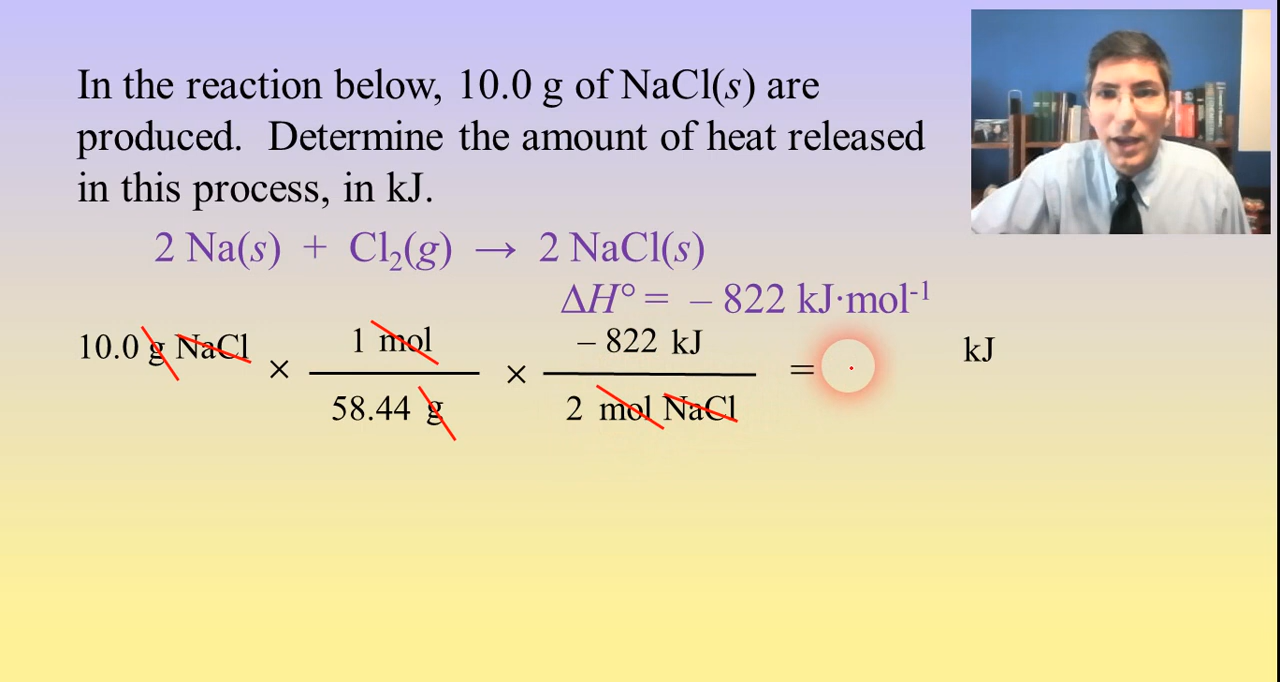 In the reaction below, 10.0 g of NaCl(s) are
produced. Determine the amount of heat released
in this process, in kJ.
2 Na(s) + Cl₂(g) → 2 NaCl(s)
ΔH° = – 822 kJ·mol⁻¹
10.0 g NaCl × 1 mol / 58.44 g × – 822 kJ / 2 mol NaCl = kJ